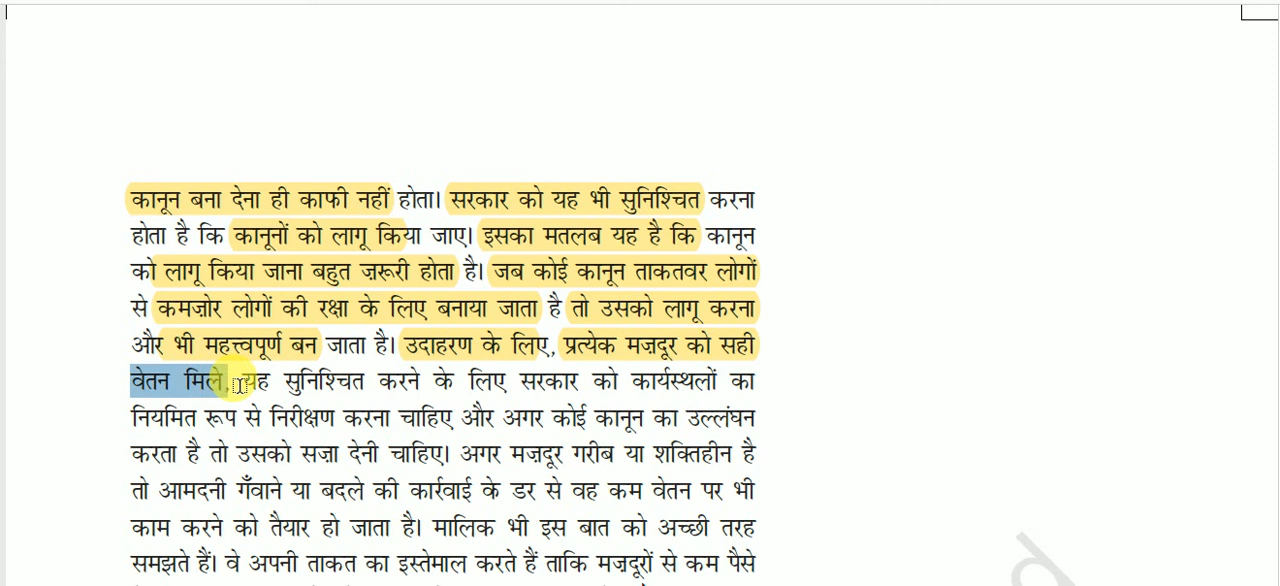 कानून बना देना ही काफी नहीं होता। सरकार को यह भी सुनिश्चित करना
होता है कि कानूनों को लागू किया जाए। इसका मतलब यह है कि कानून
को लागू किया जाना बहुत ज़रूरी होता है। जब कोई कानून ताकतवर लोगों
से कमज़ोर लोगों की रक्षा के लिए बनाया जाता है तो उसको लागू करना
और भी महत्त्वपूर्ण बन जाता है। उदाहरण के लिए, प्रत्येक मज़दूर को सही
वेतन मिले, यह सुनिश्चित करने के लिए सरकार को कार्यस्थलों का
नियमित रूप से निरीक्षण करना चाहिए और अगर कोई कानून का उल्लंघन
करता है तो उसको सज़ा देनी चाहिए। अगर मज़दूर गरीब या शक्तिहीन है
तो आमदनी गँवाने या बदले की कार्रवाई के डर से वह कम वेतन पर भी
काम करने को तैयार हो जाता है। मालिक भी इस बात को अच्छी तरह
समझते हैं। वे अपनी ताकत का इस्तेमाल करते हैं ताकि मज़दूरों से कम पैसे